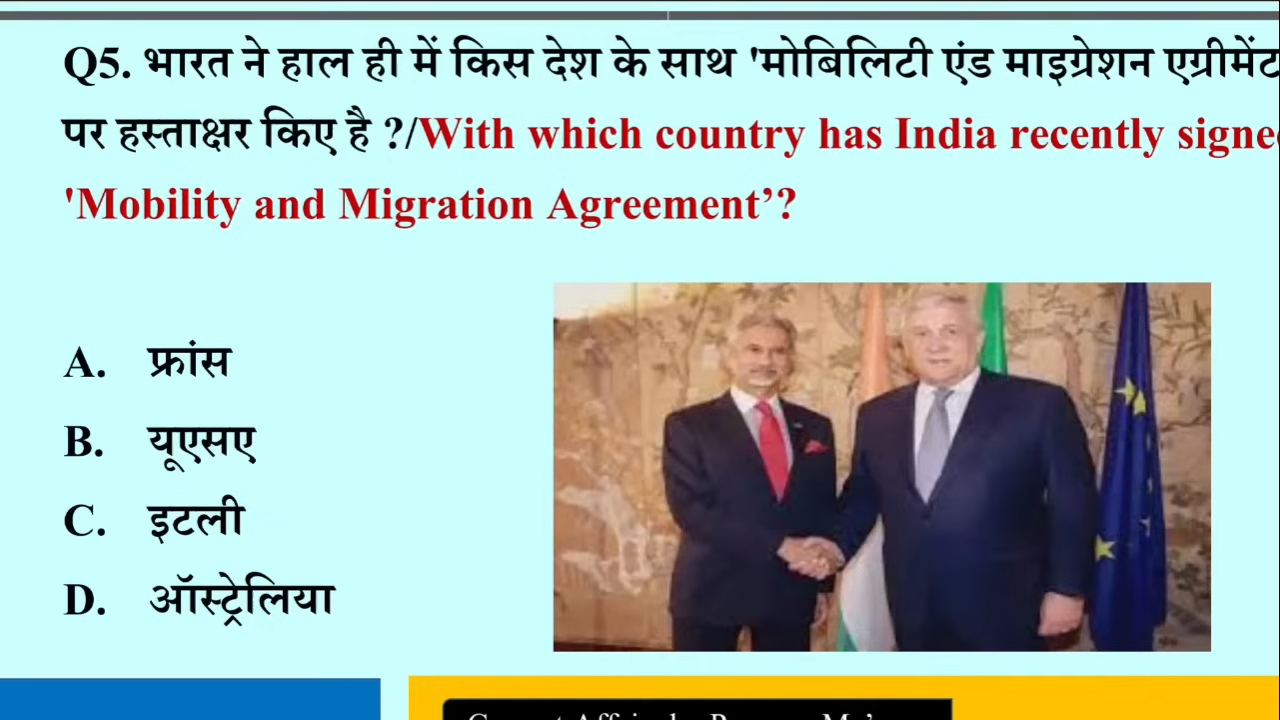 Q5. भारत ने हाल ही में किस देश के साथ 'मोबिलिटी एंड माइग्रेशन एग्रीमेंट
पर हस्ताक्षर किए है ?/With which country has India recently signe
'Mobility and Migration Agreement’?
A. फ्रांस
B. यूएसए
C. इटली
D. ऑस्ट्रेलिया